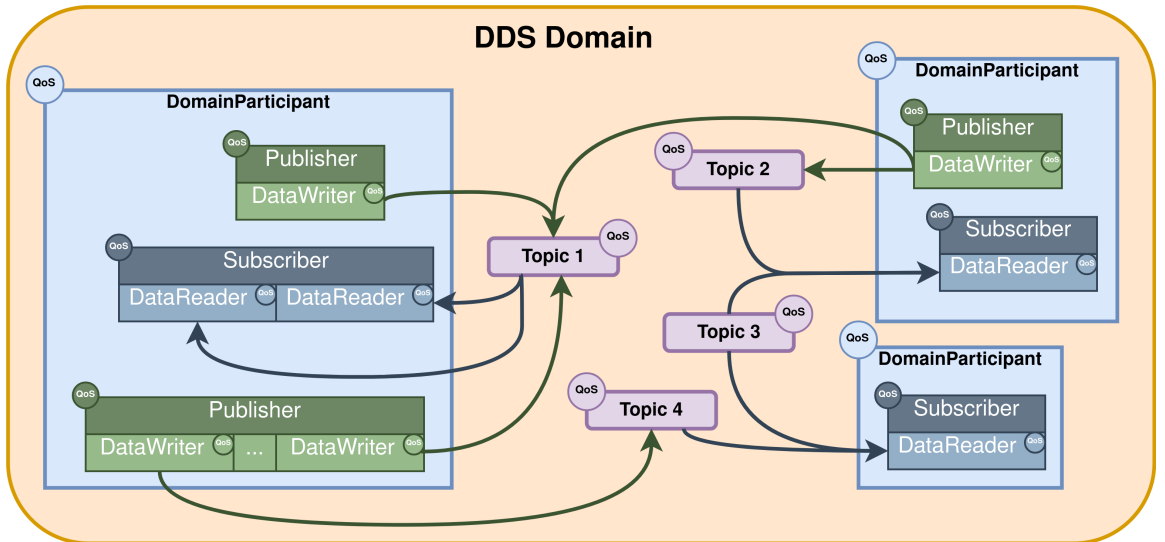 DDS Domain
QoS
DomainParticipant
QoS
Publisher
DataWriter
QoS
QoS
Subscriber
DataReader
QoS
DataReader
QoS
QoS
Publisher
DataWriter
QoS
...
DataWriter
QoS
Topic 1
QoS
QoS
Topic 2
Topic 3
QoS
QoS
Topic 4
QoS
DomainParticipant
QoS
Publisher
DataWriter
QoS
QoS
Subscriber
DataReader
QoS
QoS
DomainParticipant
QoS
Subscriber
DataReader
QoS